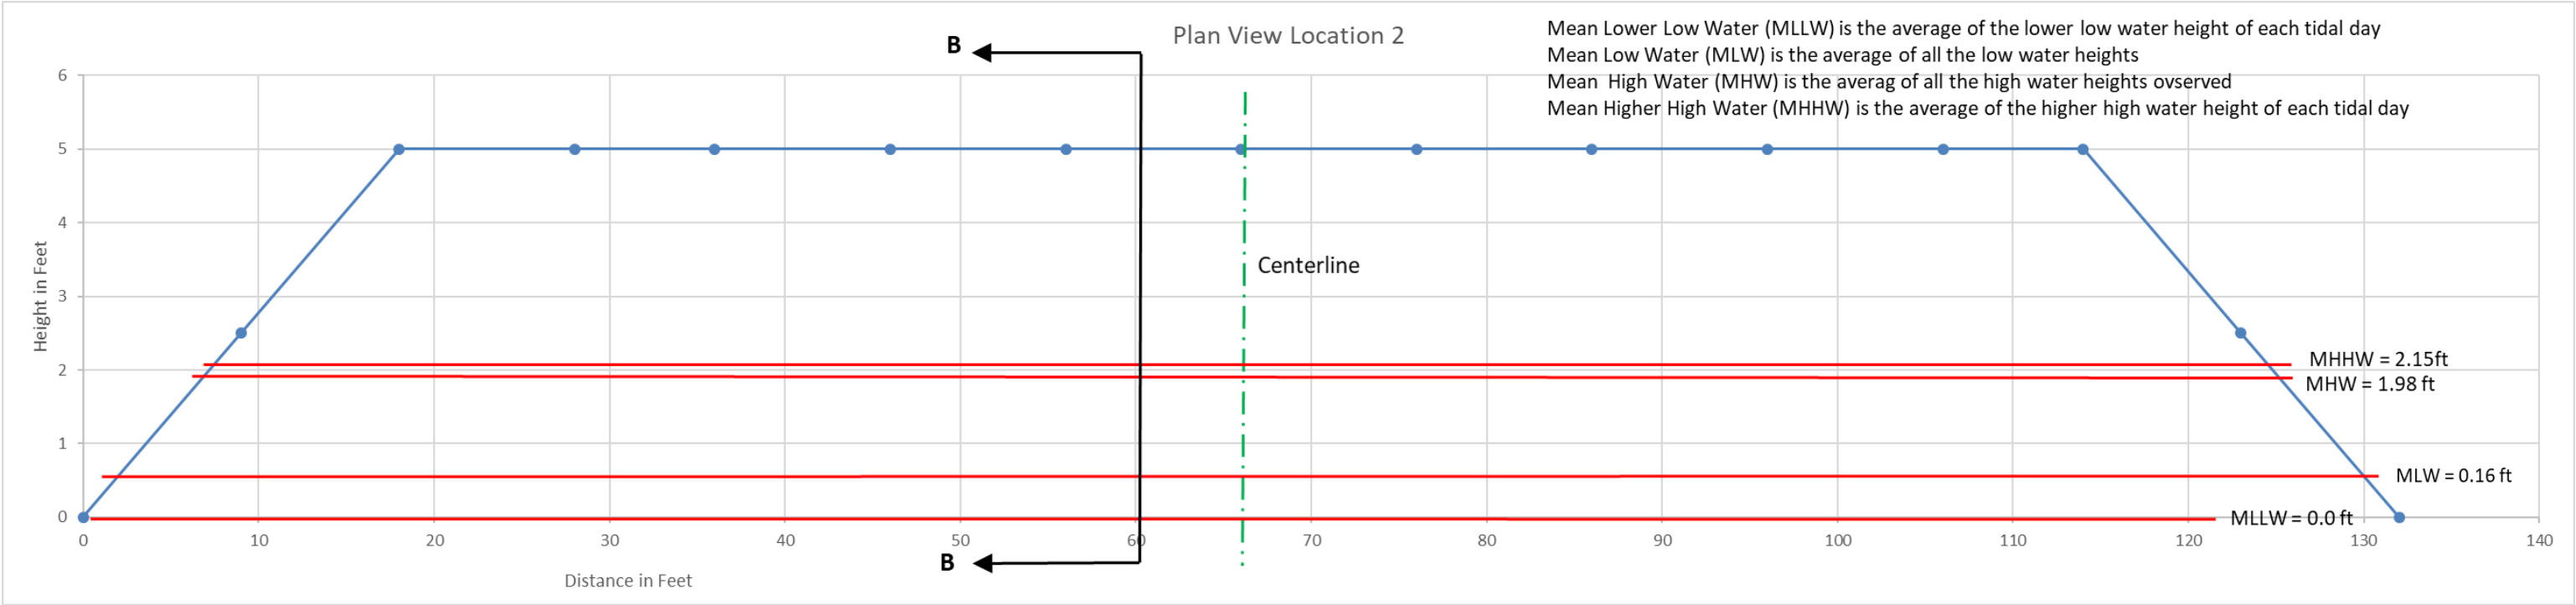 Plan View Location 2
Mean Lower Low Water (MLLW) is the average of the lower low water height of each tidal day
Mean Low Water (MLW) is the average of all the low water heights
Mean  High Water (MHW) is the averag of all the high water heights ovserved
Mean Higher High Water (MHHW) is the average of the higher high water height of each tidal day
B
6
5
4
3
2
1
0
Height in Feet
Centerline
MHHW = 2.15ft
MHW = 1.98 ft
MLW = 0.16 ft
MLLW = 0.0 ft
0 10 20 30 40 50 60 70 80 90 100 110 120 130 140
B
Distance in Feet